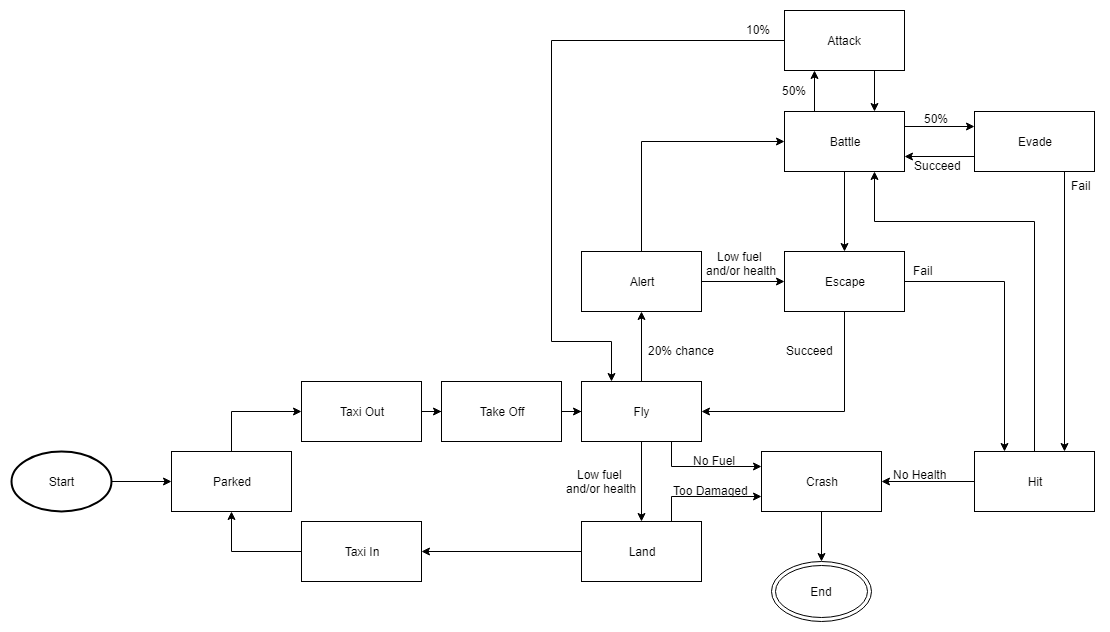 10%
Attack
50%
Battle
50%
Evade
Succeed
Fail
Alert
Low fuel
and/or health
Escape
Fail
20% chance
Succeed
Taxi Out
Take Off
Fly
Start
Parked
Low fuel
and/or health
No Fuel
Too Damaged
Crash
No Health
Hit
Taxi In
Land
End